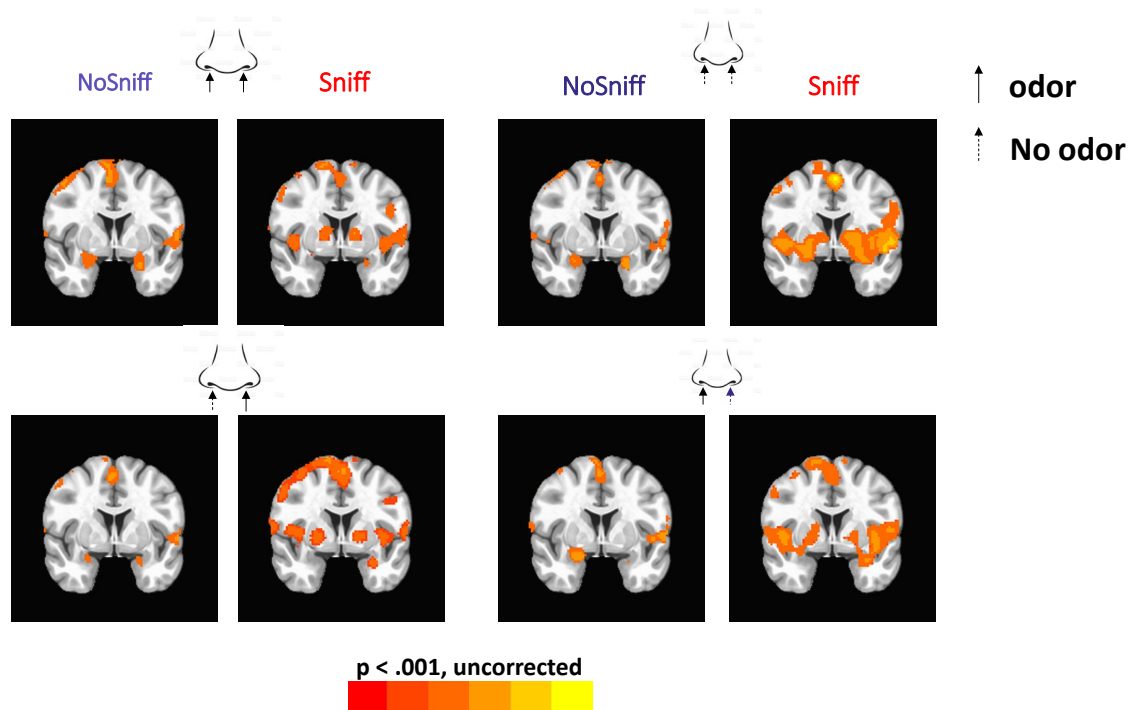 NoSniff
Sniff
NoSniff
Sniff
odor
No odor
p < .001, uncorrected